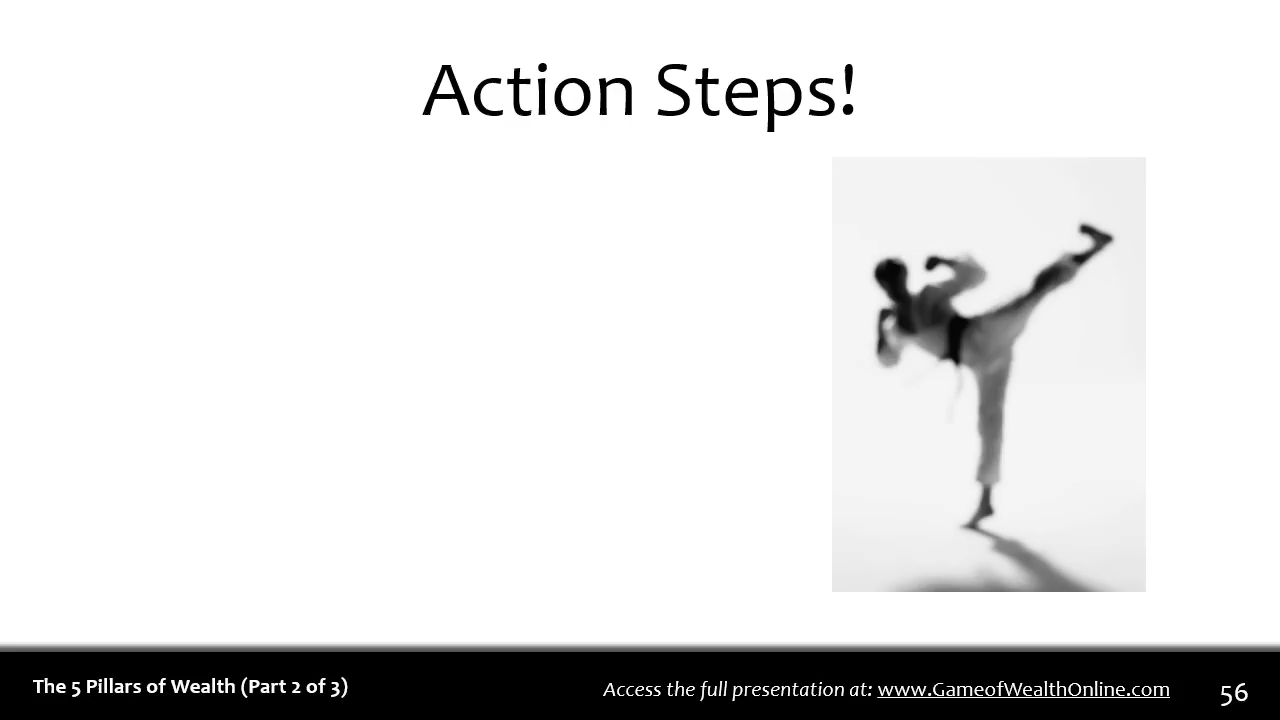 Action Steps!
The 5 Pillars of Wealth (Part 2 of 3)
Access the full presentation at: www.GameofWealthOnline.com
56